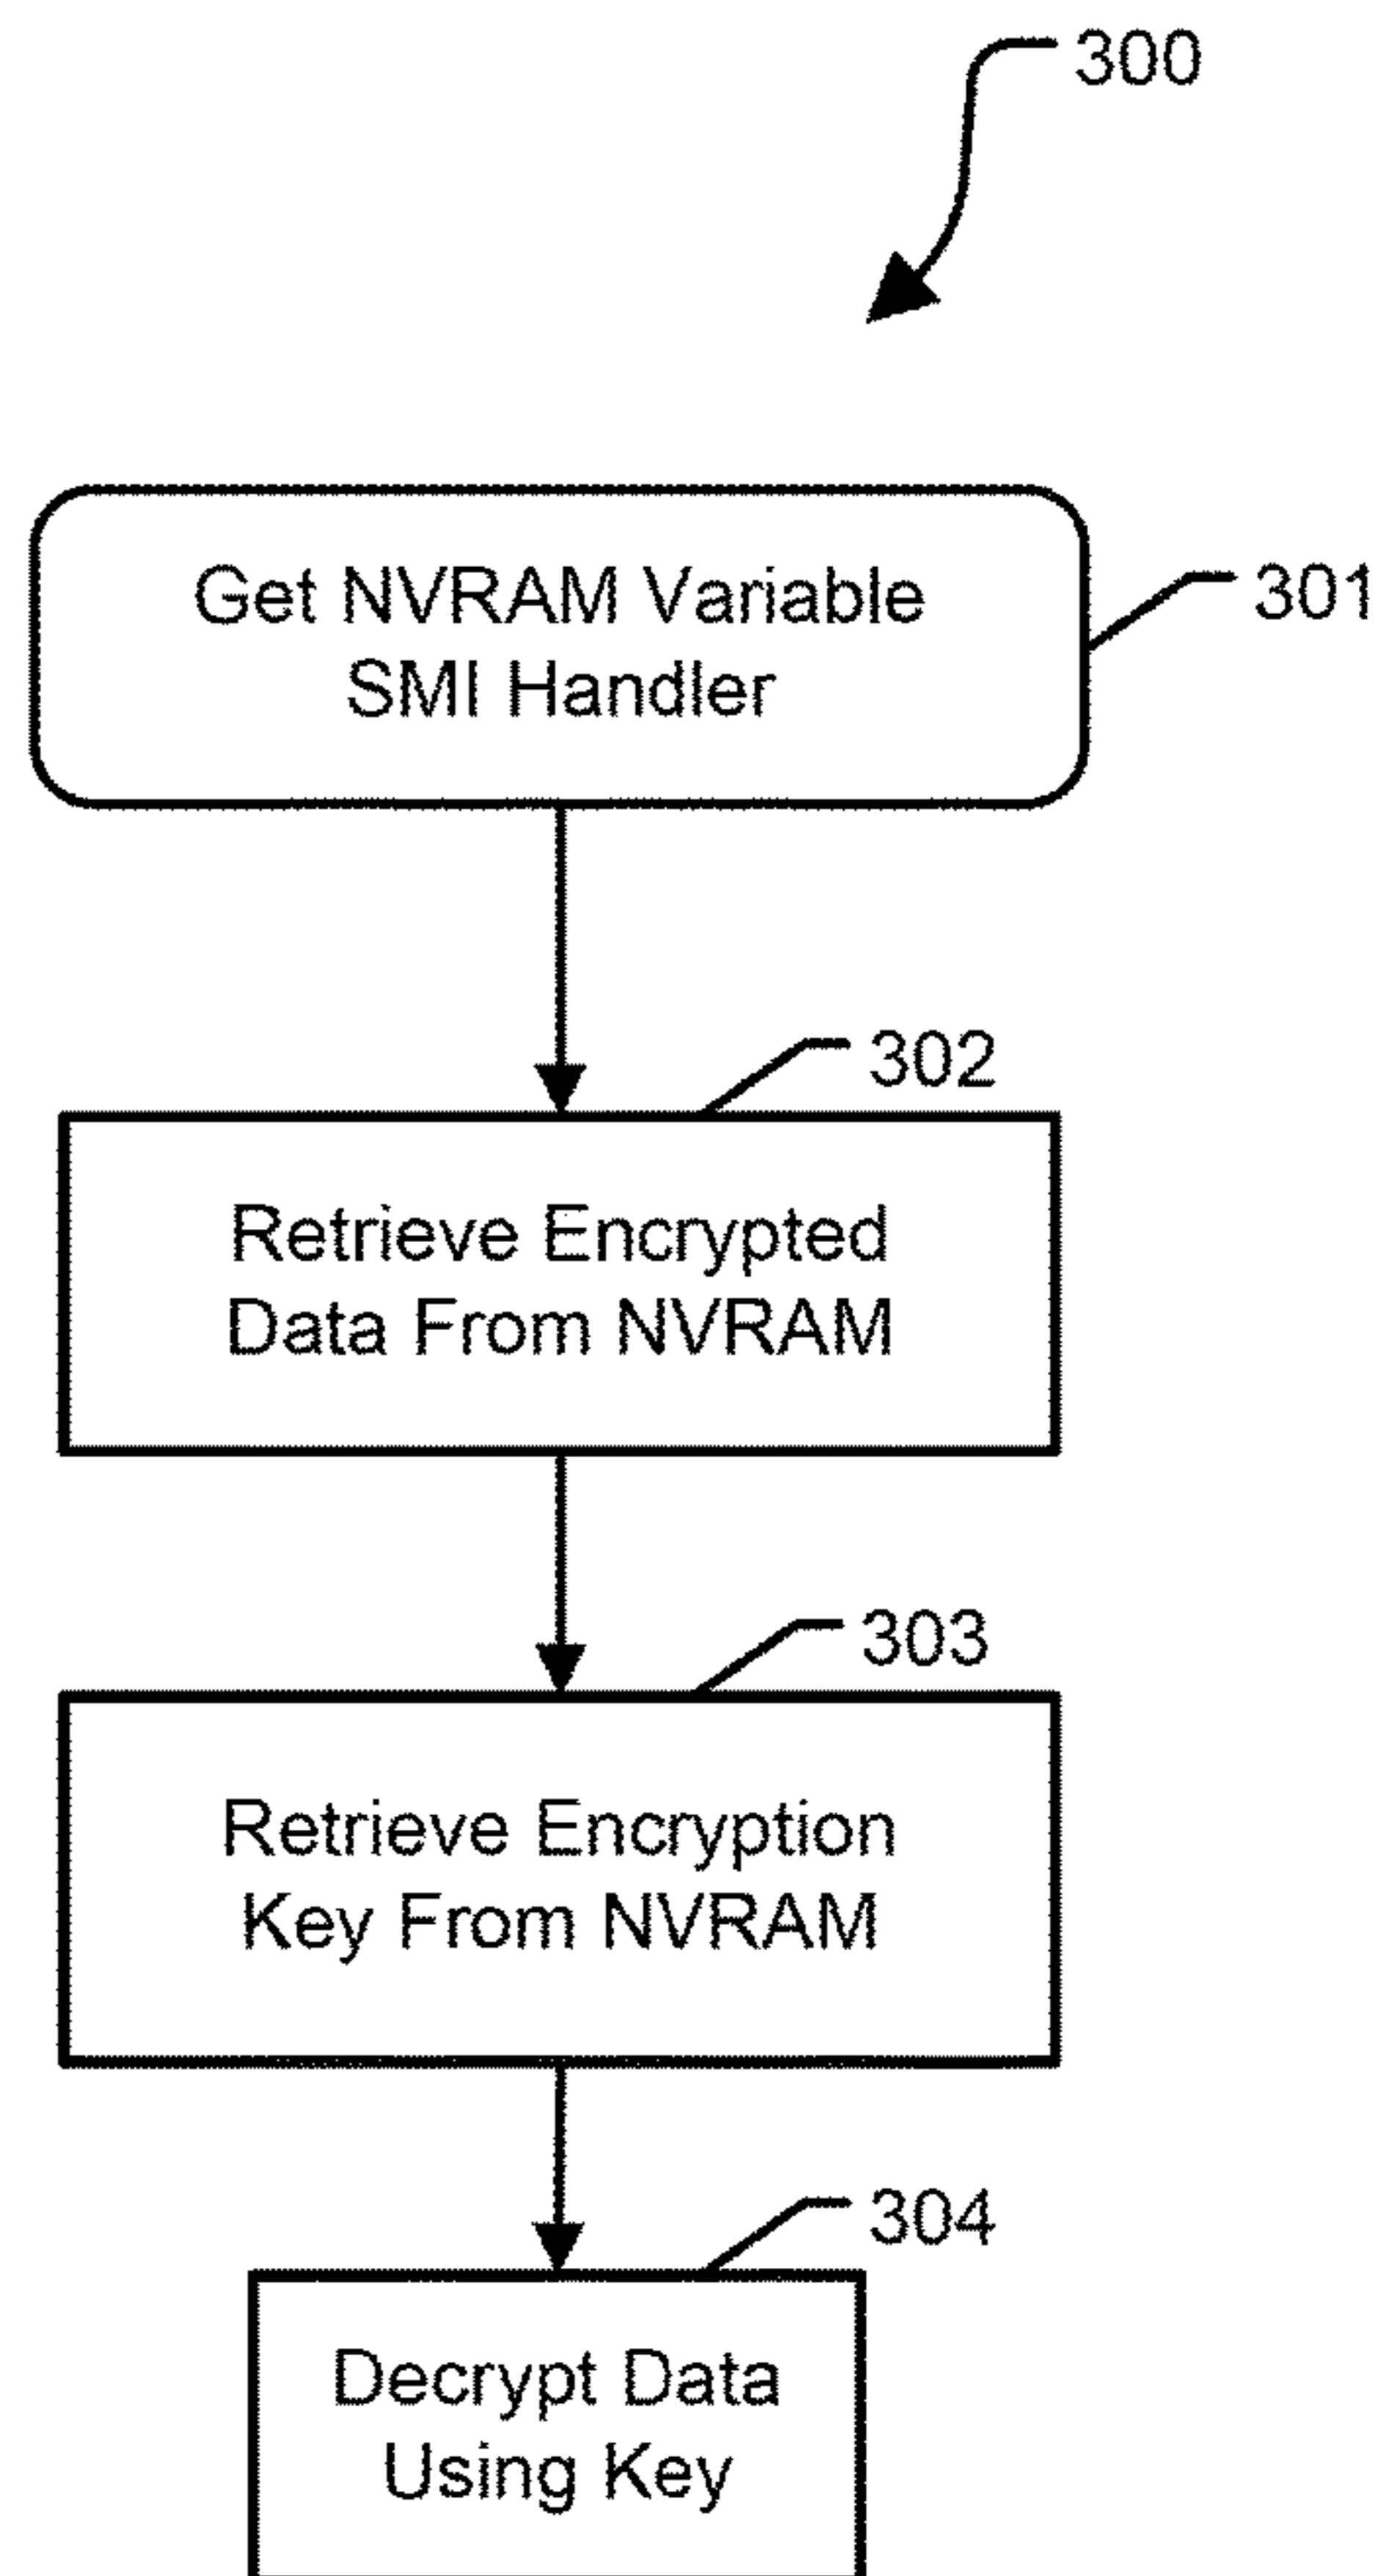 300
Get NVRAM Variable
SMI Handler
301
302
Retrieve Encrypted
Data From NVRAM
303
Retrieve Encryption
Key From NVRAM
304
Decrypt Data
Using Key